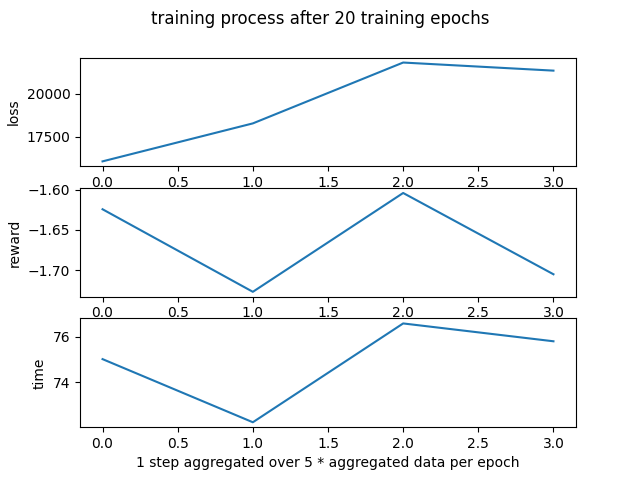 training process after 20 training epochs
20000
17500
loss
0.0 0.5 1.0 1.5 2.0 2.5 3.0
−1.60
−1.65
−1.70
reward
0.0 0.5 1.0 1.5 2.0 2.5 3.0
76
74
time
0.0 0.5 1.0 1.5 2.0 2.5 3.0
1 step aggregated over 5 * aggregated data per epoch